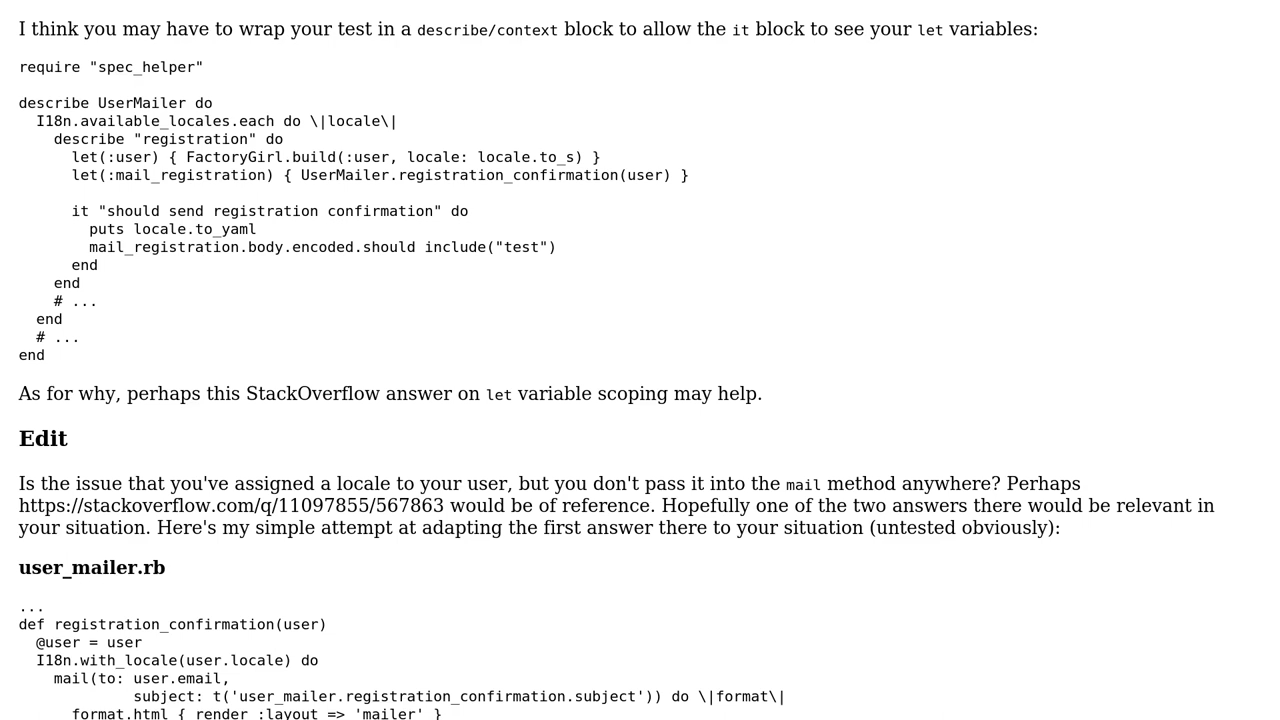 I think you may have to wrap your test in a describe/context block to allow the it block to see your let variables:
require "spec_helper"
describe UserMailer do
  I18n.available_locales.each do \|locale\|
    describe "registration" do
      let(:user) { FactoryGirl.build(:user, locale: locale.to_s) }
      let(:mail_registration) { UserMailer.registration_confirmation(user) }
      it "should send registration confirmation" do
        puts locale.to_yaml
        mail_registration.body.encoded.should include("test")
      end
    end
    # ...
  end
  # ...
end
As for why, perhaps this StackOverflow answer on let variable scoping may help.
Edit
Is the issue that you've assigned a locale to your user, but you don't pass it into the mail method anywhere? Perhaps
https://stackoverflow.com/q/11097855/567863 would be of reference. Hopefully one of the two answers there would be relevant in
your situation. Here's my simple attempt at adapting the first answer there to your situation (untested obviously):
user_mailer.rb
...
def registration_confirmation(user)
  @user = user
  I18n.with_locale(user.locale) do
    mail(to: user.email,
             subject: t('user_mailer.registration_confirmation.subject')) do \|format\|
      format.html { render :layout => 'mailer' }